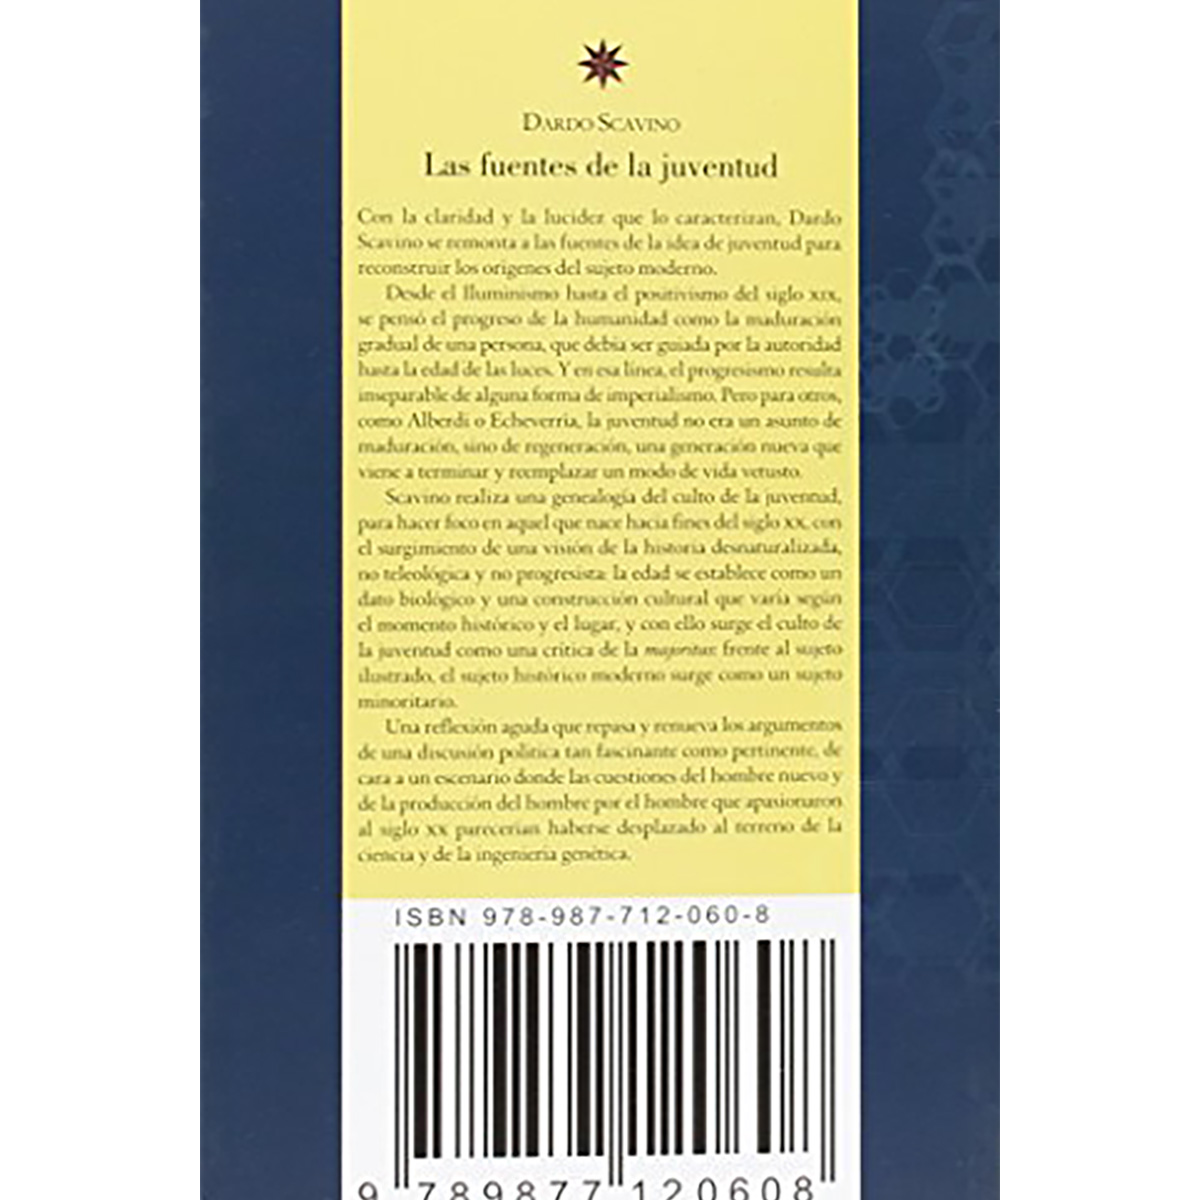 DARDO SCAVINO
Las fuentes de la juventud
Con la claridad y la lucidez que lo caracterizan, Dardo
Scavino se remonta a las fuentes de la idea de juventud para
reconstruir los orígenes del sujeto moderno.
Desde el Iluminismo hasta el positivismo del siglo XIX,
se pensó el progreso de la humanidad como la maduración
gradual de una persona, que debía ser guiada por la autoridad
hasta la edad de las luces. Y en esa línea, el progresismo resulta
inseparable de alguna forma de imperialismo. Pero para otros,
como Alberdi o Echeverría, la juventud no era un asunto de
maduración, sino de regeneración, una generación nueva que
viene a terminar y reemplazar un modo de vida vetusto.
Scavino realiza una genealogía del culto de la juventud,
para hacer foco en aquel que nace hacia fines del siglo XX, con
el surgimiento de una visión de la historia desnaturalizada,
no teleológica y no progresista: la edad se establece como un
dato biológico y una construcción cultural que varía según
el momento histórico y el lugar, y con ello surge el culto de
la juventud como una crítica de la majoritas: frente al sujeto
ilustrado, el sujeto histórico moderno surge como un sujeto
minoritario.
Una reflexión aguda que repasa y renueva los argumentos
de una discusión política tan fascinante como pertinente, de
cara a un escenario donde las cuestiones del hombre nuevo y
de la producción del hombre por el hombre que apasionaron
al siglo XX parecerían haberse desplazado al terreno de la
ciencia y de la ingeniería genética.
ISBN 978-987-712-060-8
9 789877 120608